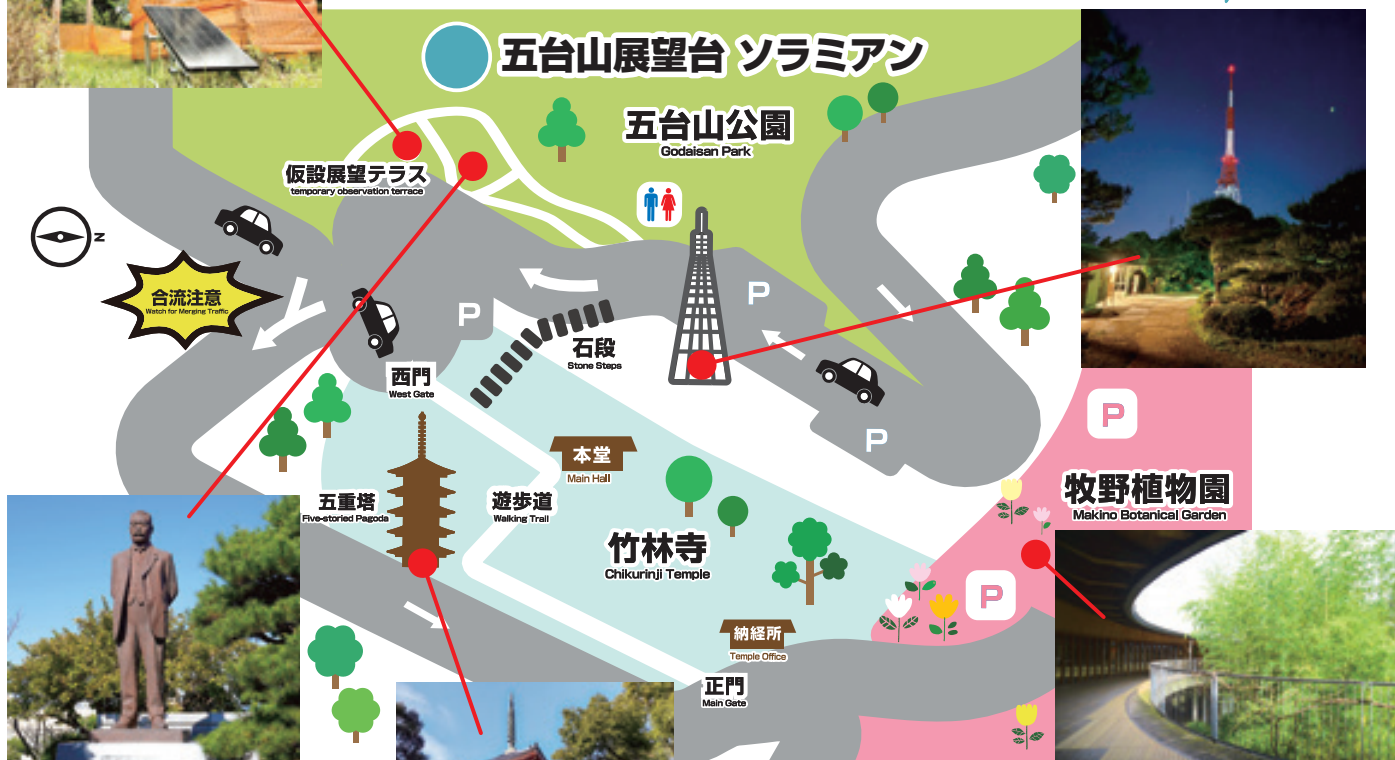 五台山展望台 ソラミアン
五台山公園
Godaisan Park
仮設展望テラス
temporary observation terrace
N
合流注意
Watch for Merging Traffic
P
P
P
石段
Stone Steps
西門
West Gate
P
本堂
Main Hall
牧野植物園
Makino Botanical Garden
五重塔
Five-storied Pagoda
遊歩道
Walking Trail
竹林寺
Chikurinji Temple
P
納経所
Temple Office
正門
Main Gate